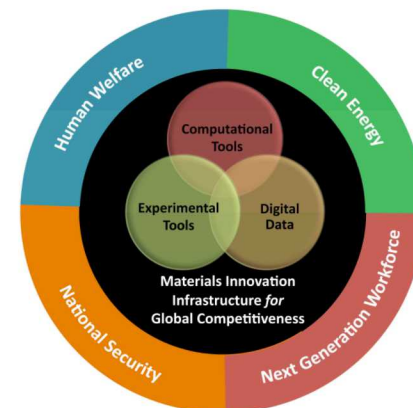 Human Welfare
Clean Energy
Computational
Tools
Experimental
Tools
Digital
Data
Materials Innovation
Infrastructure for
Global Competitiveness
National Security
Next Generation Workforce